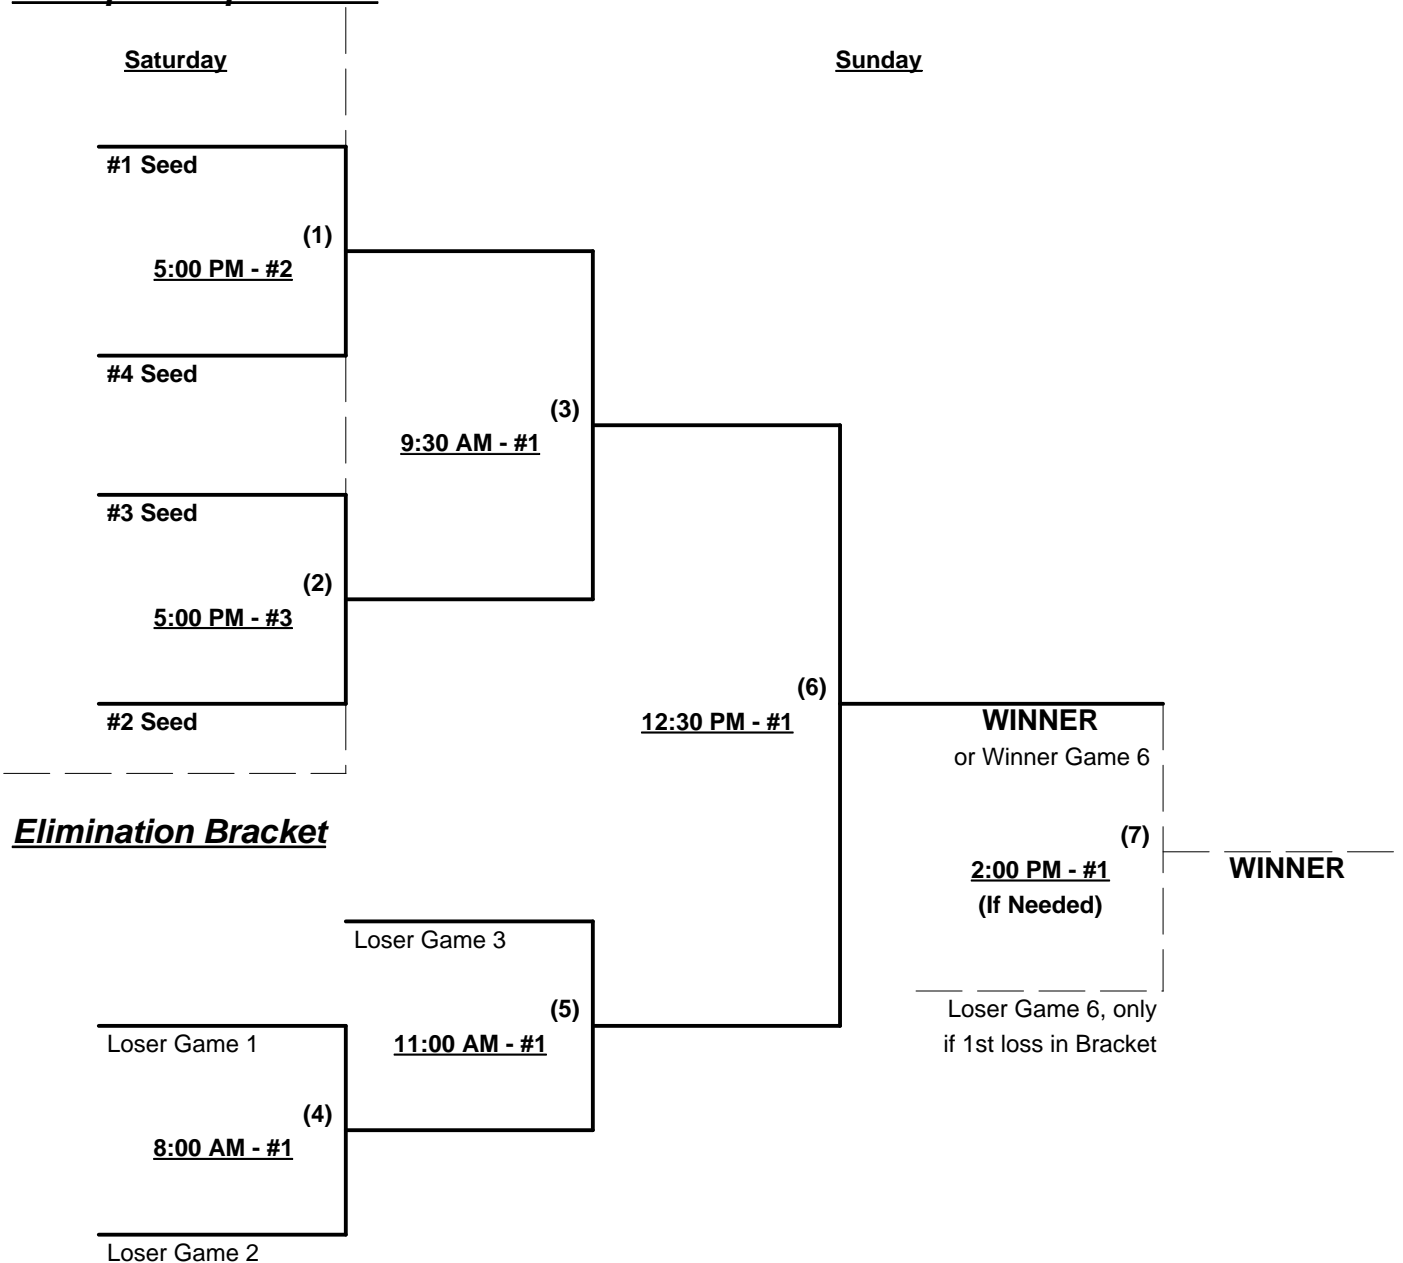 Saturday
Sunday
#1 Seed
(1)
5:00 PM - #2
#4 Seed
(3)
9:30 AM - #1
#3 Seed
(2)
5:00 PM - #3
#2 Seed
(6)
12:30 PM - #1
WINNER
or Winner Game 6
Elimination Bracket
(7)
2:00 PM - #1
(If Needed)
WINNER
Loser Game 3
(5)
11:00 AM - #1
Loser Game 6, only
if 1st loss in Bracket
Loser Game 1
(4)
8:00 AM - #1
Loser Game 2